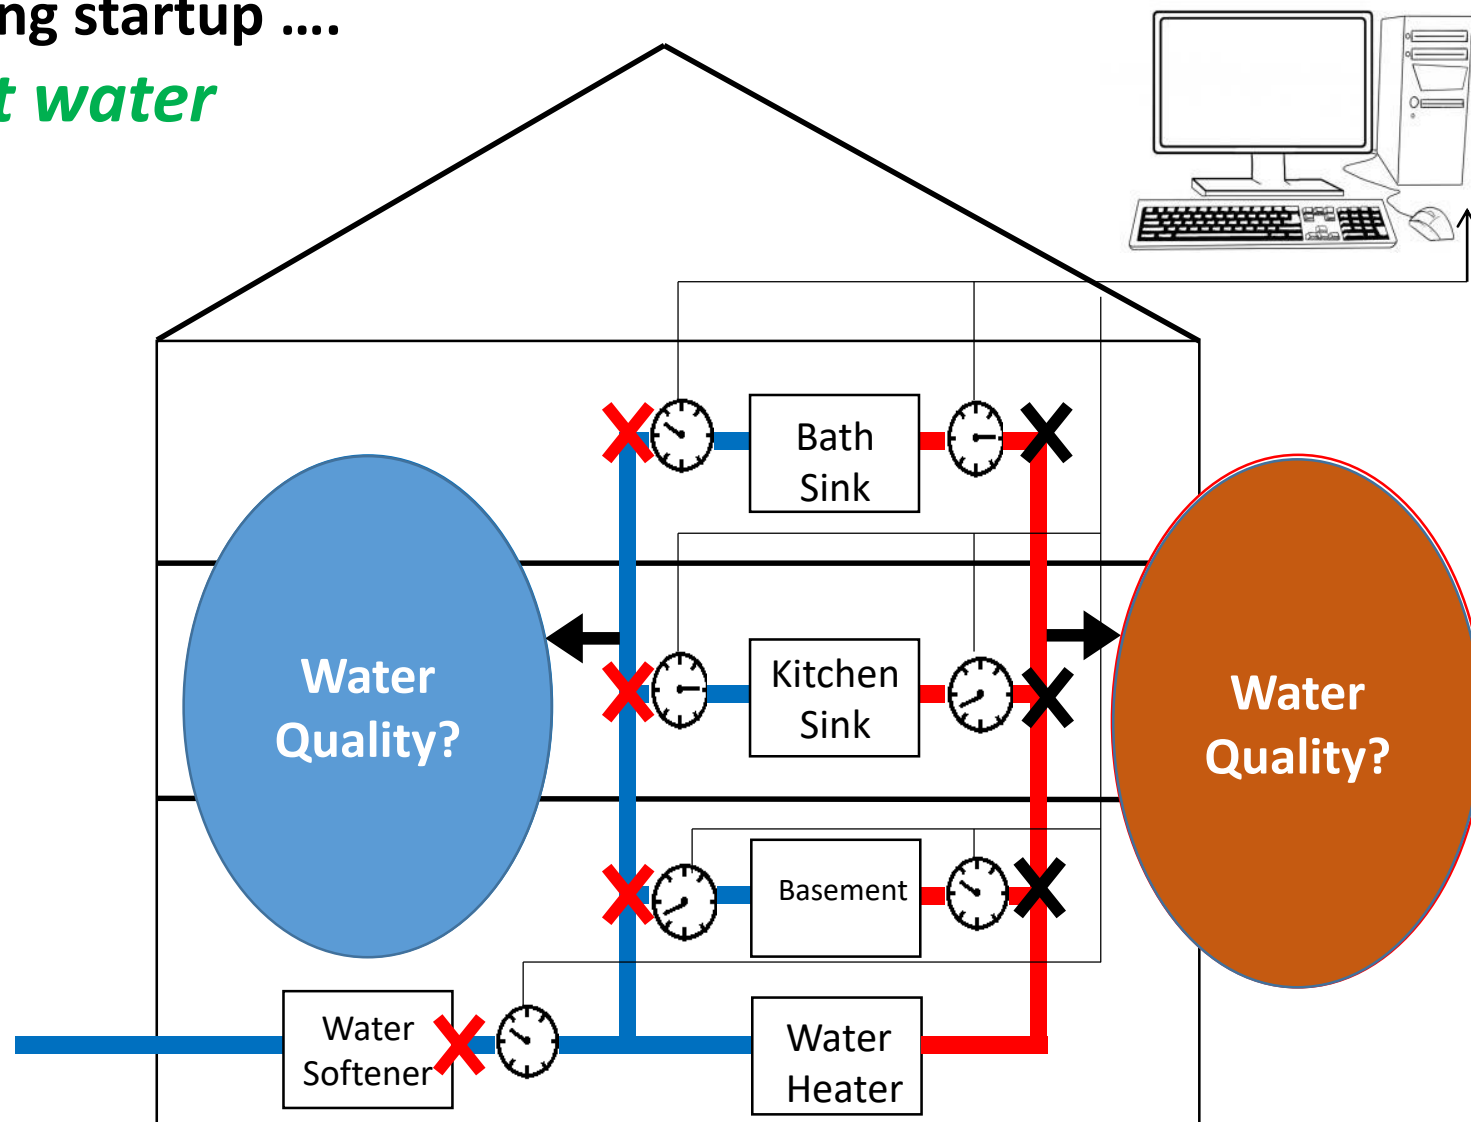 ng startup ….
t water
Bath
Sink
Water
Quality?
Kitchen
Sink
Water
Quality?
Basement
Water
Softener
Water
Heater